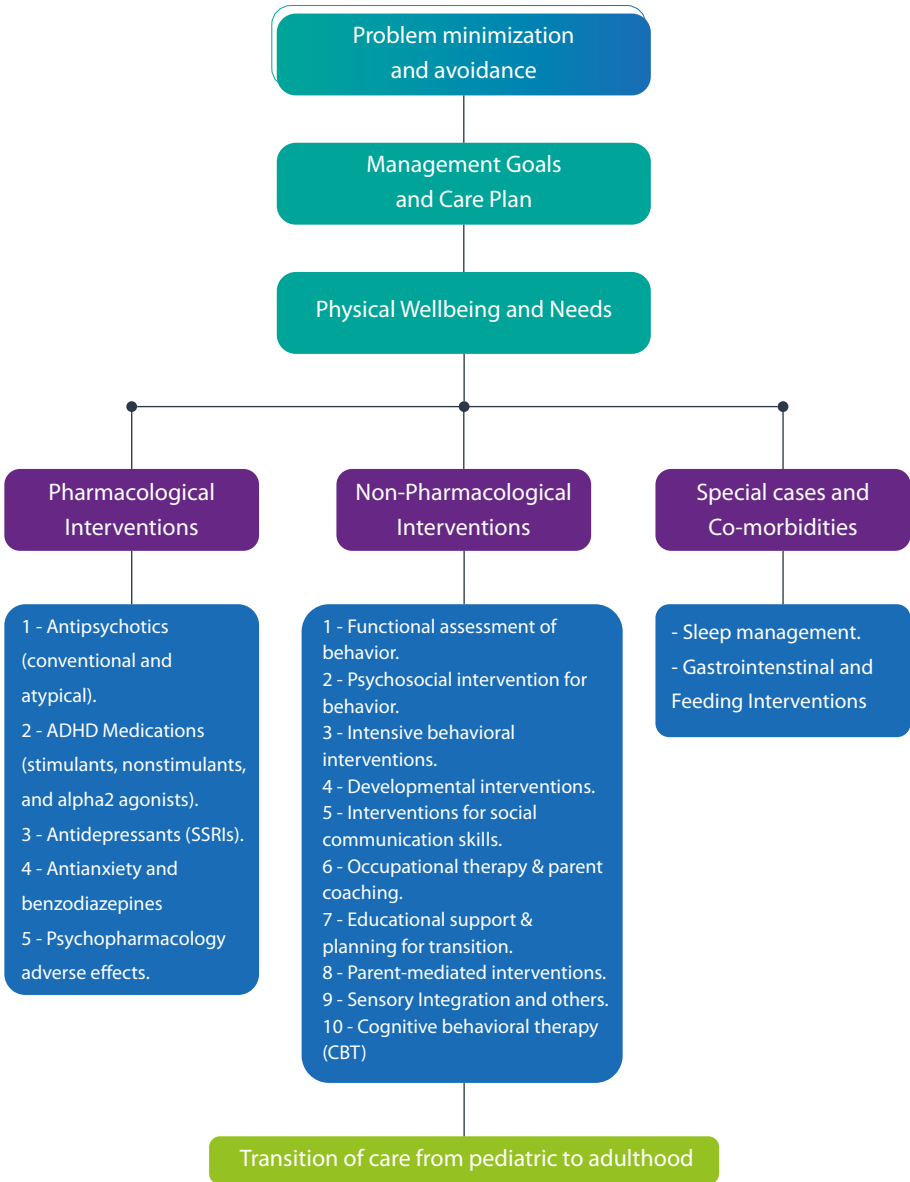 Problem minimization
and avoidance
Management Goals
and Care Plan
Physical Wellbeing and Needs
Pharmacological
Interventions
1 - Antipsychotics
(conventional and
atypical).
2 - ADHD Medications
(stimulants, nonstimulants,
and alpha2 agonists).
3 - Antidepressants (SSRIs).
4 - Antianxiety and
benzodiazepines
5 - Psychopharmacology
adverse effects.
Non-Pharmacological
Interventions
1 - Functional assessment of
behavior.
2 - Psychosocial intervention for
behavior.
3 - Intensive behavioral
interventions.
4 - Developmental interventions.
5 - Interventions for social
communication skills.
6 - Occupational therapy & parent
coaching.
7 - Educational support &
planning for transition.
8 - Parent-mediated interventions.
9 - Sensory Integration and others.
10 - Cognitive behavioral therapy
(CBT)
Special cases and
Co-morbidities
- Sleep management.
- Gastrointenstinal and
Feeding Interventions
Transition of care from pediatric to adulthood